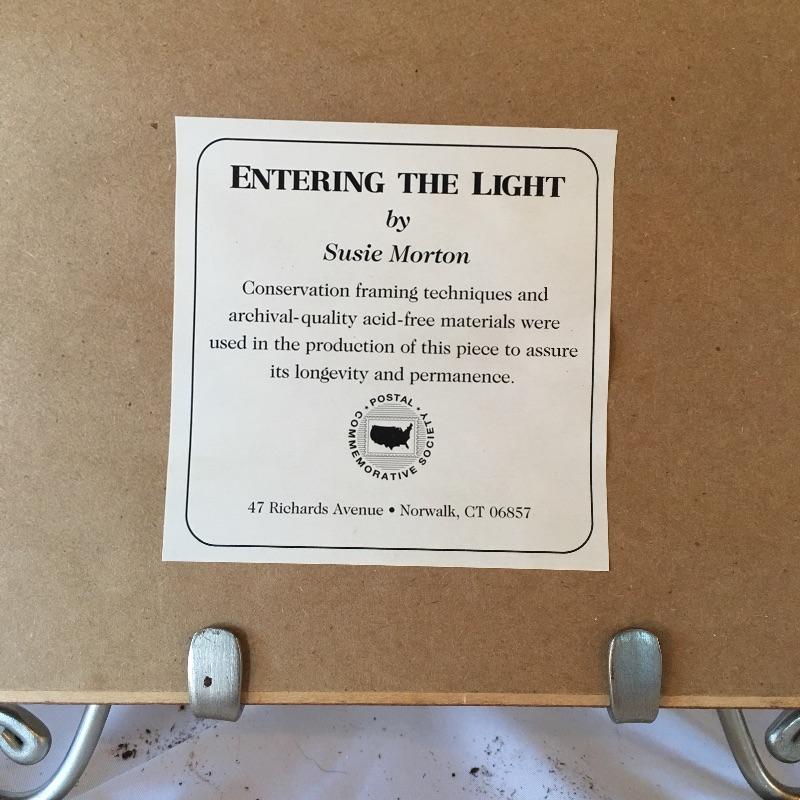 ENTERING THE LIGHT
by
Susie Morton
Conservation framing techniques and
archival-quality acid-free materials were
used in the production of this piece to assure
its longevity and permanence.
• POSTAL •
COMMEMORATIVE SOCIETY
47 Richards Avenue • Norwalk, CT 06857